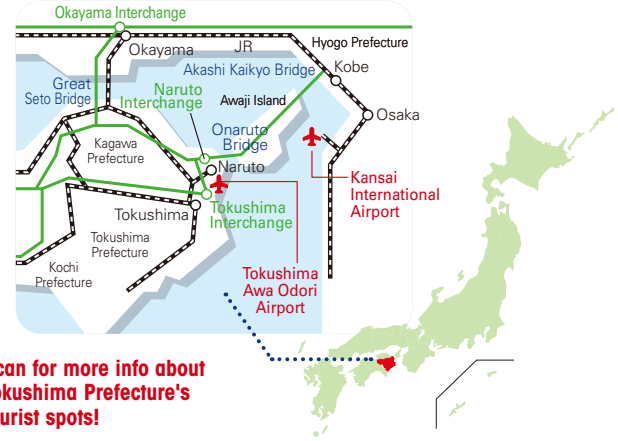 Okayama Interchange
Okayama
JR
Hyogo Prefecture
Great
Seto Bridge
Naruto
Interchange
Akashi Kaikyo Bridge
Kobe
Awaji Island
Osaka
Onaruto
Bridge
Kagawa
Prefecture
Naruto
Kansai
International
Airport
Tokushima
Tokushima
Interchange
Tokushima
Prefecture
Kochi
Prefecture
Tokushima
Awa Odori
Airport
can for more info about
okushima Prefecture's
ourist spots!